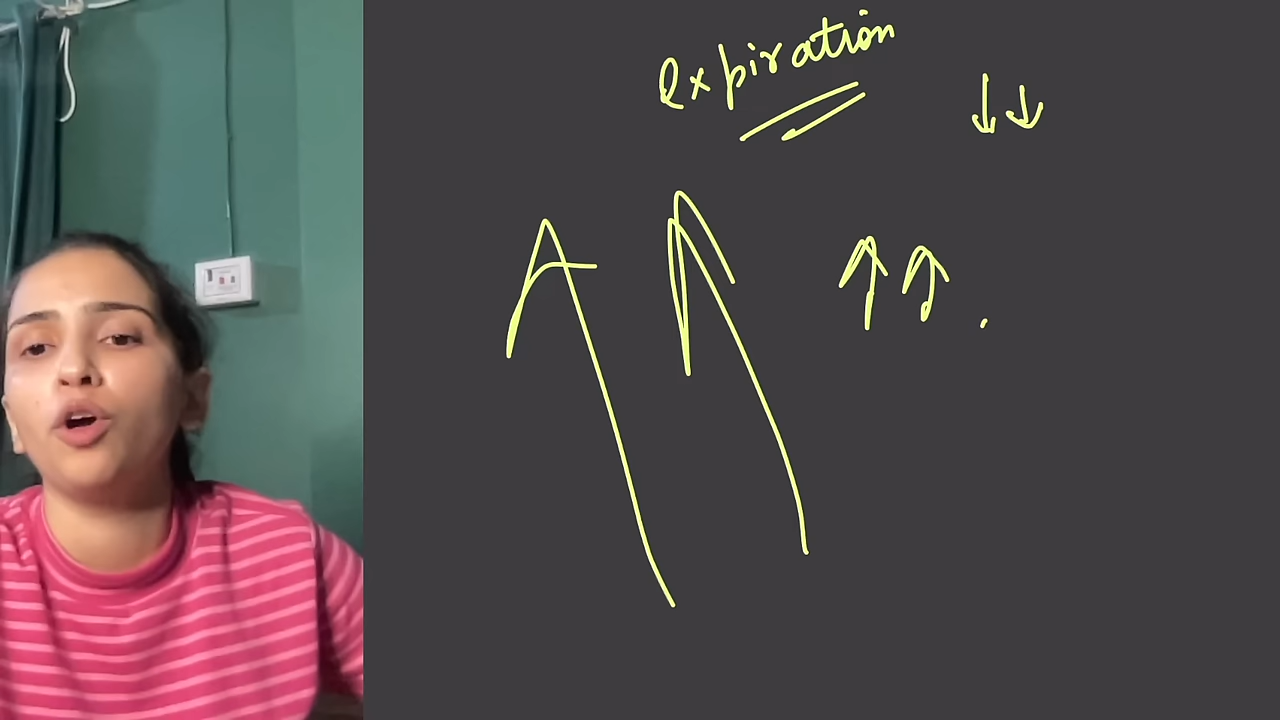 expiration
↓↓
↑↑